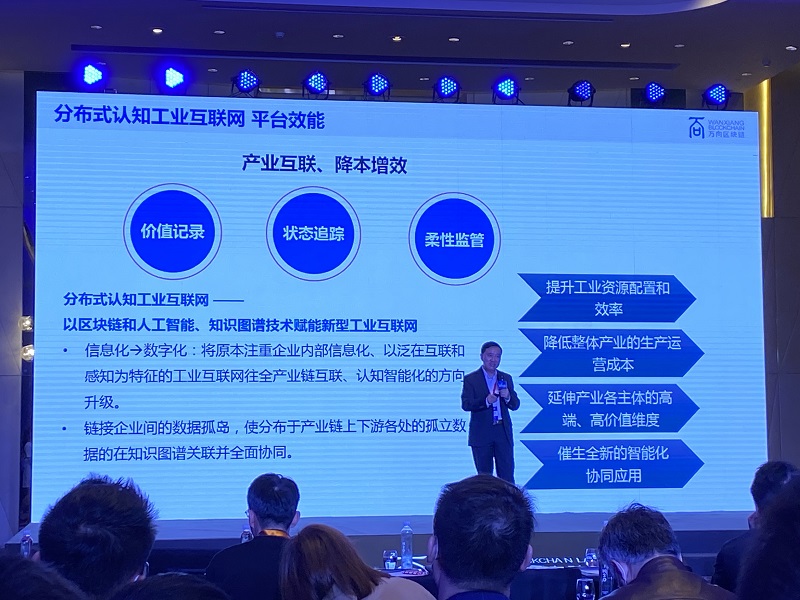 分布式认知工业互联网 平台效能
WANXIANG
BLOCKCHAIN
万向区块链
产业互联、降本增效
价值记录
状态追踪
柔性监管
分布式认知工业互联网 ——
以区块链和人工智能、知识图谱技术赋能新型工业互联网
• 信息化→数字化：将原本注重企业内部信息化、以泛在互联和
感知为特征的工业互联网往全产业链互联、认知智能化的方向
升级。
• 链接企业间的数据孤岛，使分布于产业链上下游各处的孤立数
据的在知识图谱关联并全面协同。
提升工业资源配置和
效率
降低整体产业的生产运
营成本
延伸产业各主体的高
端、高价值维度
催生全新的智能化
协同应用